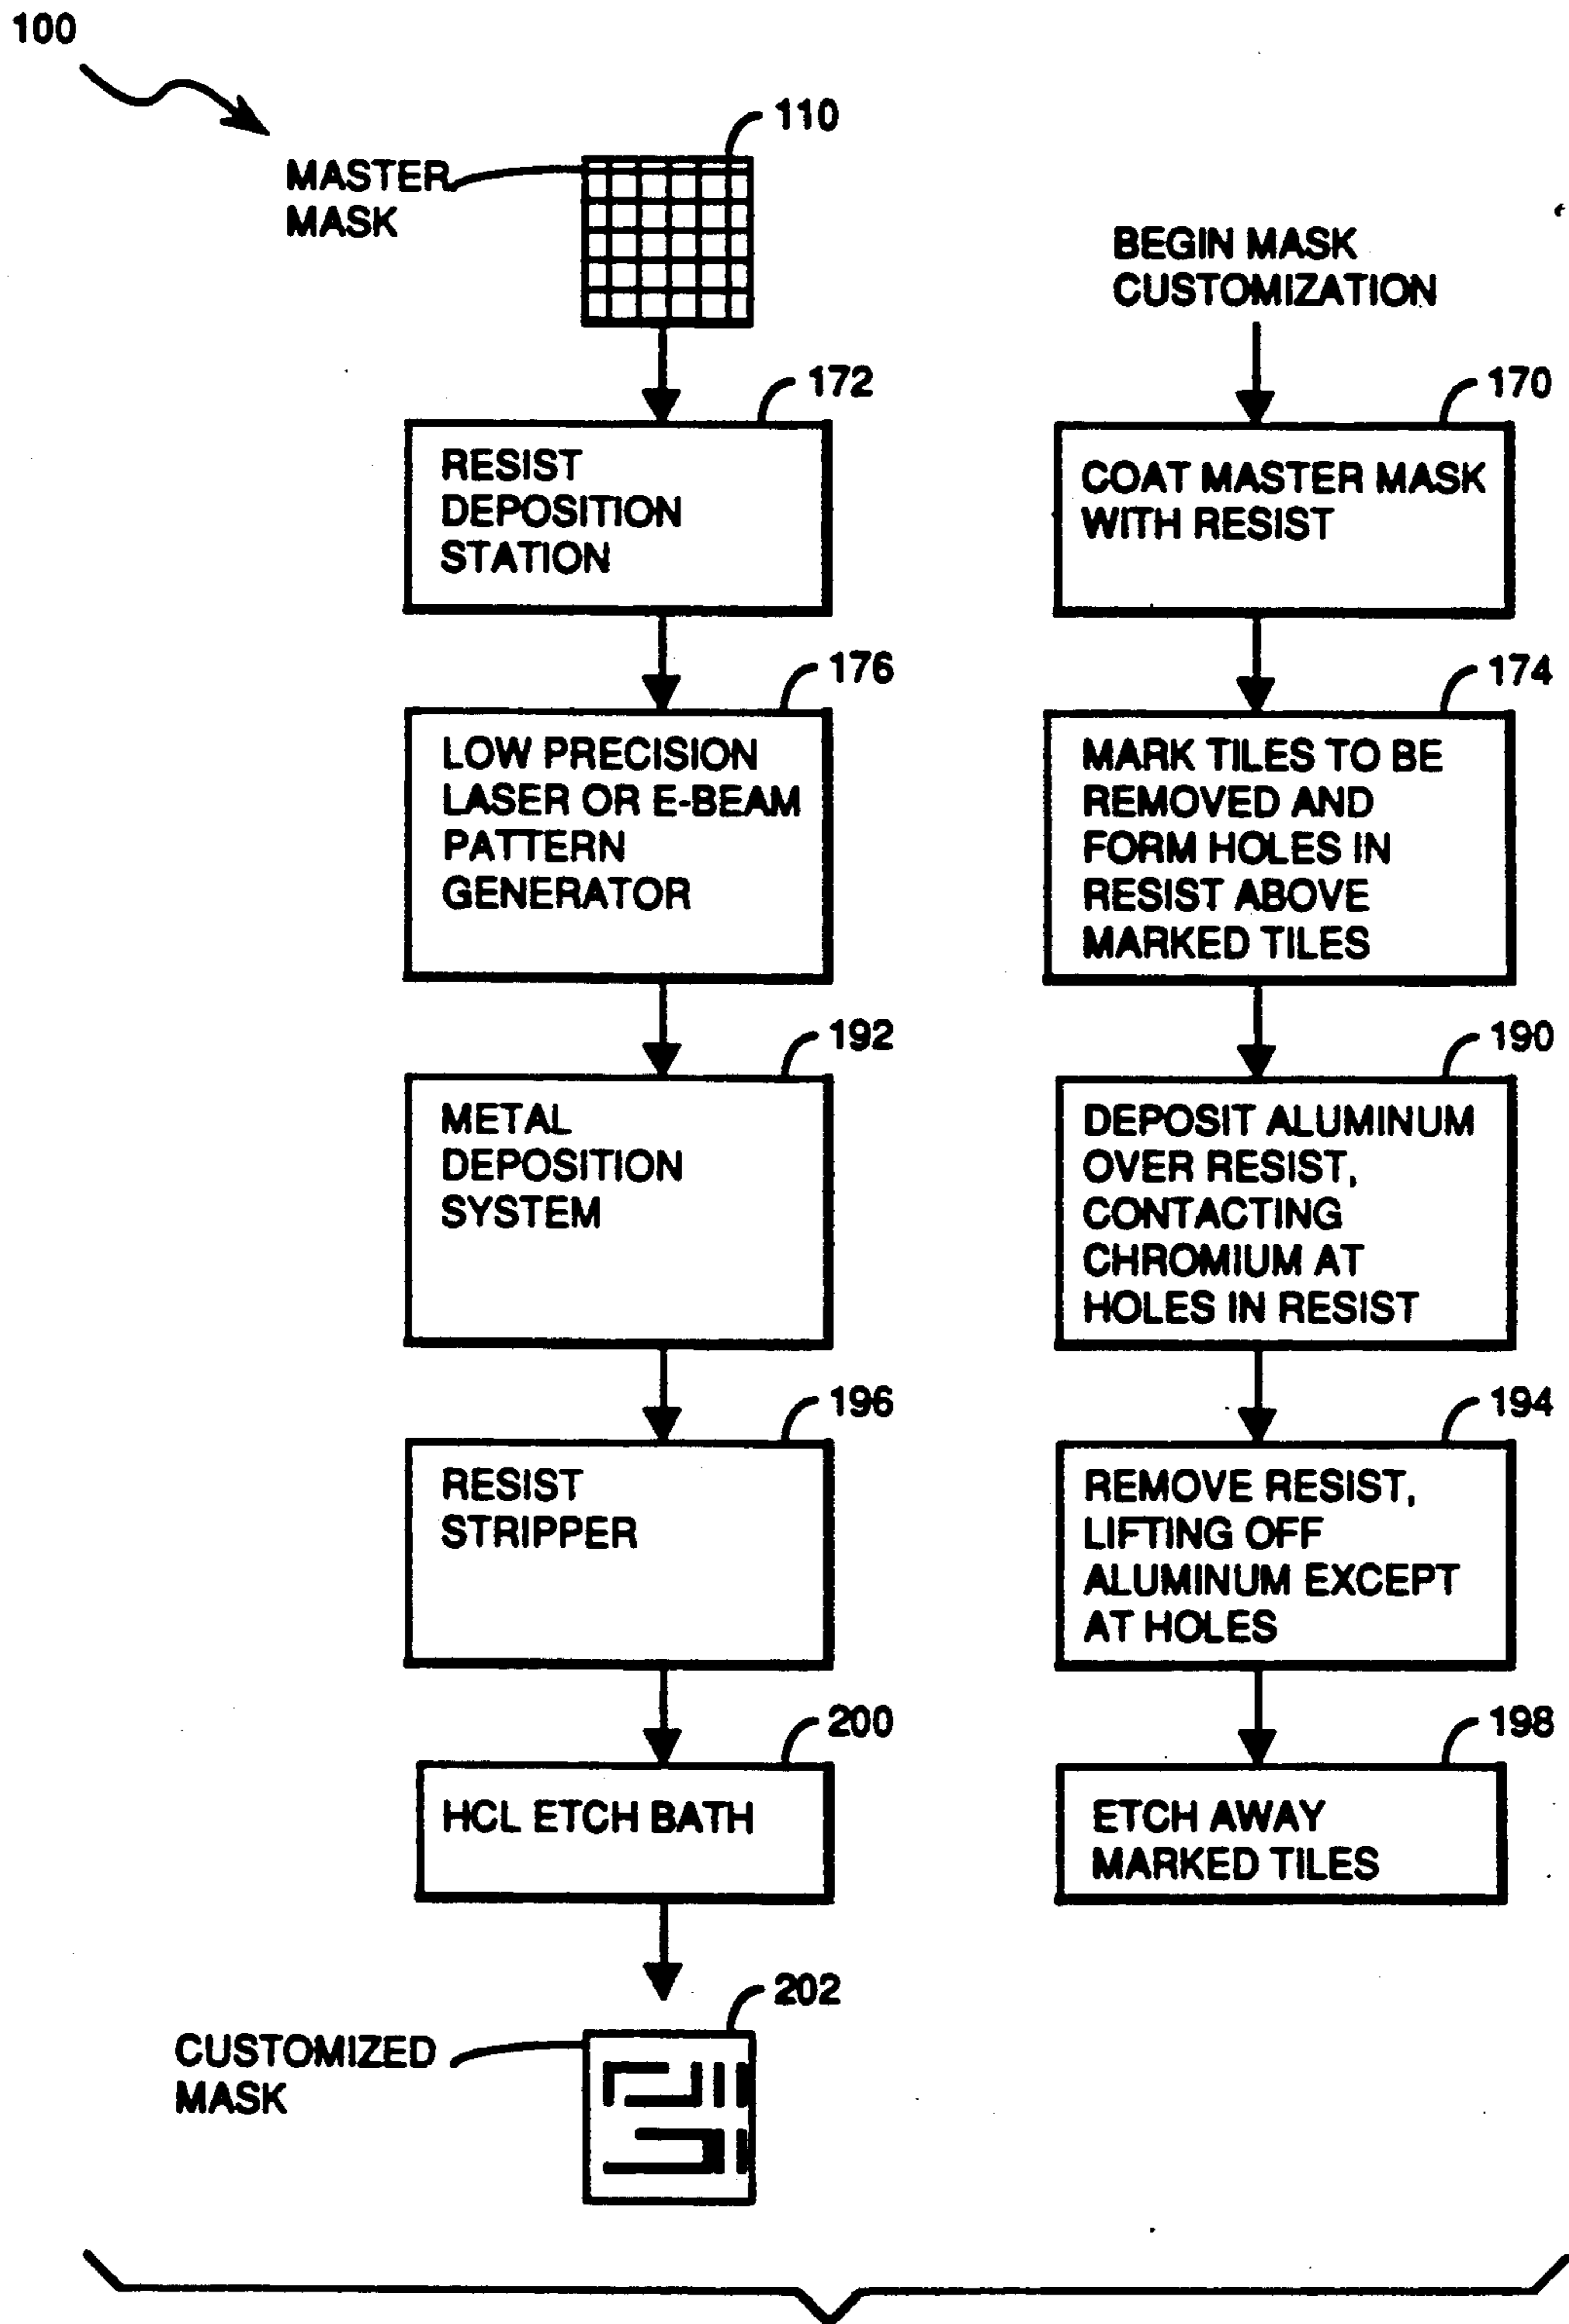 100
110
MASTER
MASK
172
RESIST
DEPOSITION
STATION
176
LOW PRECISION
LASER OR E-BEAM
PATTERN
GENERATOR
192
METAL
DEPOSITION
SYSTEM
196
RESIST
STRIPPER
200
HCL ETCH BATH
202
CUSTOMIZED
MASK
BEGIN MASK
CUSTOMIZATION
170
COAT MASTER MASK
WITH RESIST
174
MARK TILES TO BE
REMOVED AND
FORM HOLES IN
RESIST ABOVE
MARKED TILES
190
DEPOSIT ALUMINUM
OVER RESIST,
CONTACTING
CHROMIUM AT
HOLES IN RESIST
194
REMOVE RESIST,
LIFTING OFF
ALUMINUM EXCEPT
AT HOLES
198
ETCH AWAY
MARKED TILES